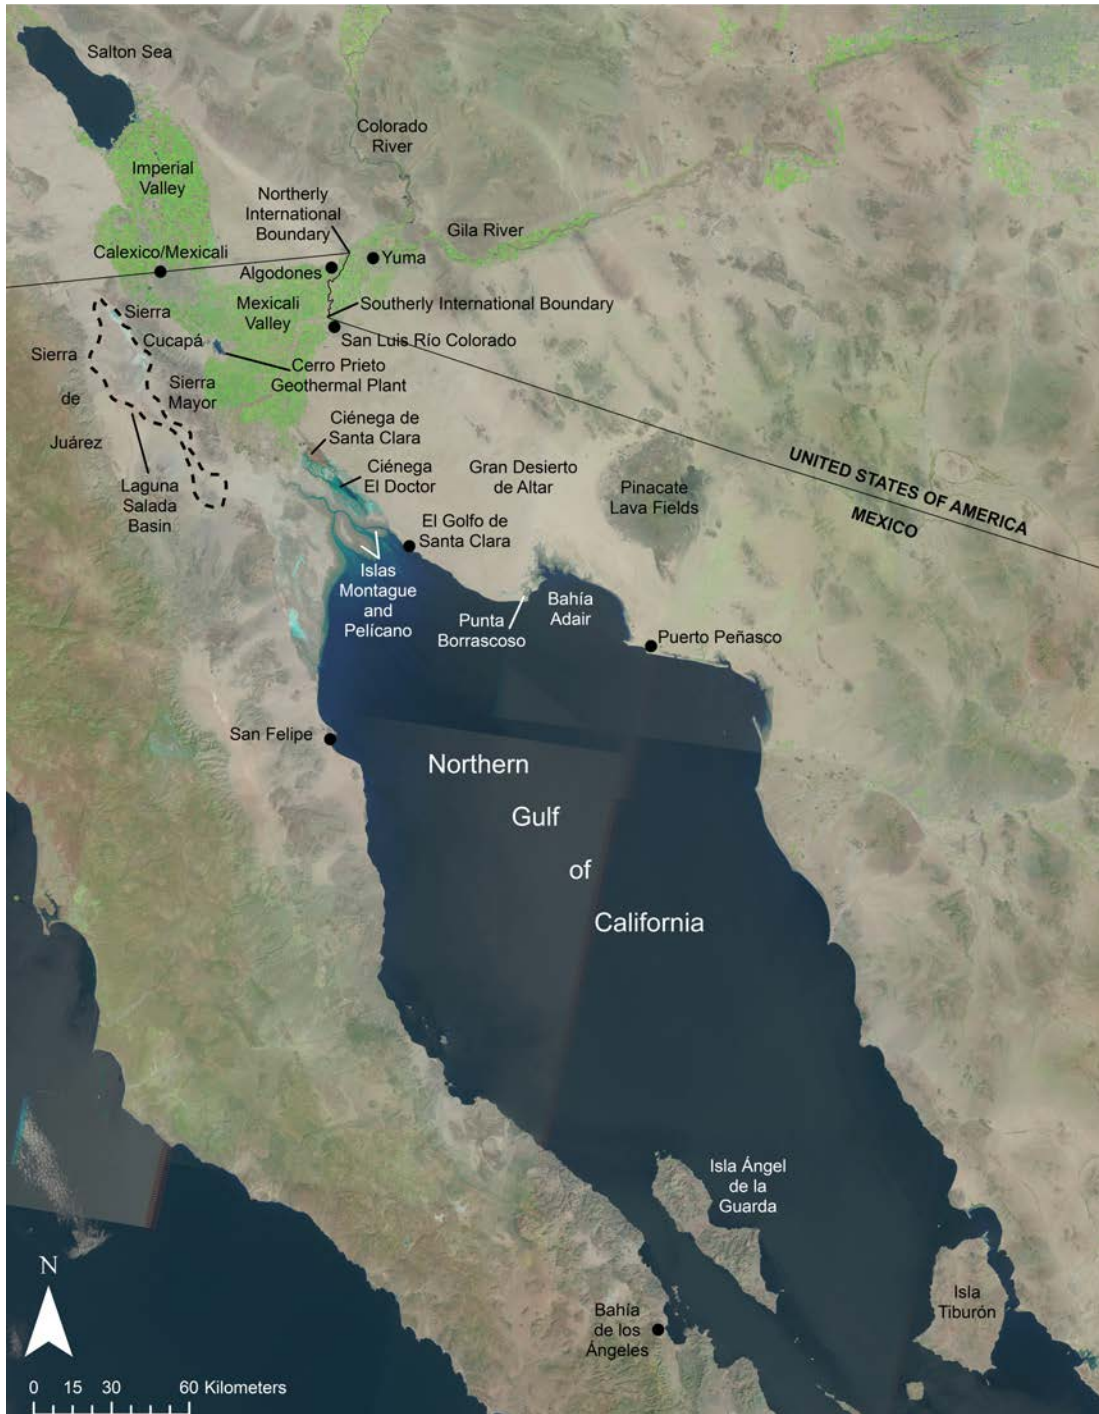 Salton Sea
Colorado
River
Imperial
Valley
Northerly
International
Boundary
Gila River
Calexico/Mexicali
Algodones
Yuma
Mexicali
Valley
Southerly International Boundary
San Luis Río Colorado
Sierra
Cucapá
Sierra
de
Juárez
Sierra
Mayor
Cerro Prieto
Geothermal Plant
Ciénega de
Santa Clara
Ciénega
El Doctor
Gran Desierto
de Altar
Pinacate
Lava Fields
UNITED STATES OF AMERICA
MEXICO
Laguna
Salada
Basin
El Golfo de
Santa Clara
Islas
Montague
and
Pelícano
Punta
Borrascoso
Bahía
Adair
Puerto Peñasco
San Felipe
Northern
Gulf
of
California
Isla Ángel
de la
Guarda
Isla
Tiburón
Bahía
de los
Ángeles
N
0 15 30 60 Kilometers